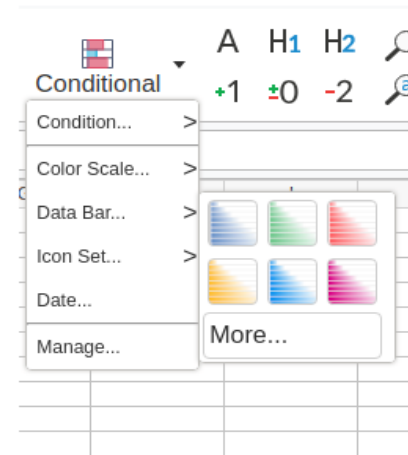 A H1 H2
Conditional
+1 ±0 -2
Condition... >
Color Scale... >
Data Bar... >
Icon Set... >
Date...
More...
Manage...